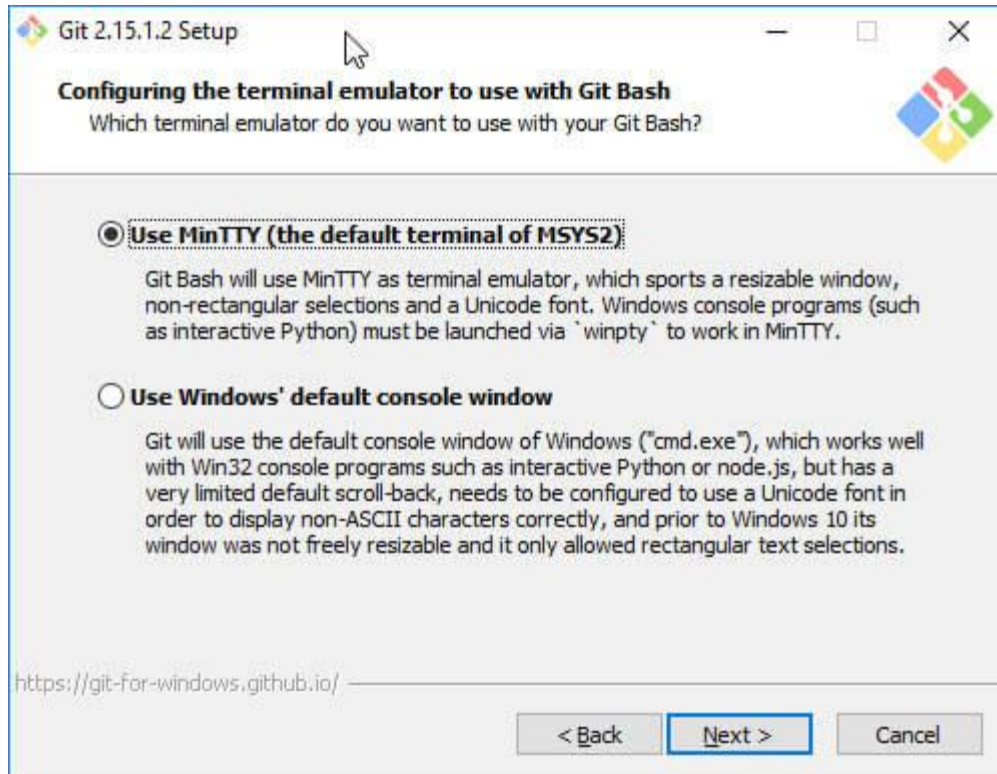 Git 2.15.1.2 Setup
Configuring the terminal emulator to use with Git Bash
Which terminal emulator do you want to use with your Git Bash?
Use MinTTY (the default terminal of MSYS2)
Git Bash will use MinTTY as terminal emulator, which sports a resizable window,
non-rectangular selections and a Unicode font. Windows console programs (such
as interactive Python) must be launched via `winpty` to work in MinTTY.
Use Windows' default console window
Git will use the default console window of Windows ("cmd.exe"), which works well
with Win32 console programs such as interactive Python or node.js, but has a
very limited default scroll-back, needs to be configured to use a Unicode font in
order to display non-ASCII characters correctly, and prior to Windows 10 its
window was not freely resizable and it only allowed rectangular text selections.
https://git-for-windows.github.io/
< Back
Next >
Cancel